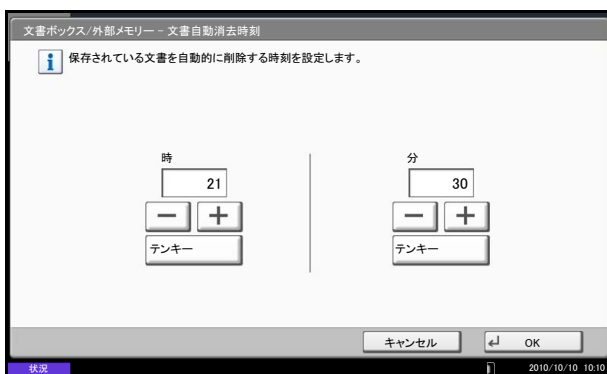 文書ボックス/外部メモリー - 文書自動消去時刻
保存されている文書を自動的に削除する時刻を設定します。
時 分
21 30
テンキー テンキー
キャンセル OK
状況 2010/10/10 10:10